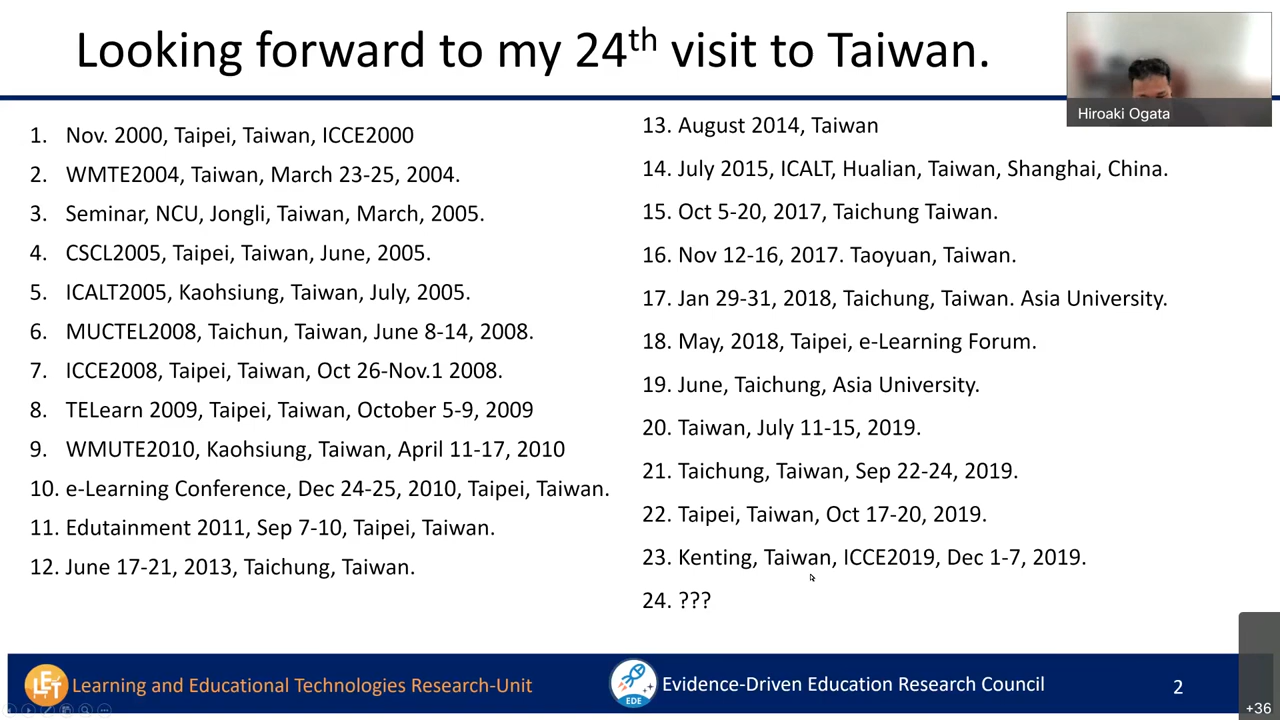 Looking forward to my 24th visit to Taiwan.
Hiroaki Ogata
1. Nov. 2000, Taipei, Taiwan, ICCE2000
2. WMTE2004, Taiwan, March 23-25, 2004.
3. Seminar, NCU, Jongli, Taiwan, March, 2005.
4. CSCL2005, Taipei, Taiwan, June, 2005.
5. ICALT2005, Kaohsiung, Taiwan, July, 2005.
6. MUCTEL2008, Taichun, Taiwan, June 8-14, 2008.
7. ICCE2008, Taipei, Taiwan, Oct 26-Nov.1 2008.
8. TELearn 2009, Taipei, Taiwan, October 5-9, 2009
9. WMUTE2010, Kaohsiung, Taiwan, April 11-17, 2010
10. e-Learning Conference, Dec 24-25, 2010, Taipei, Taiwan.
11. Edutainment 2011, Sep 7-10, Taipei, Taiwan.
12. June 17-21, 2013, Taichung, Taiwan.
13. August 2014, Taiwan
14. July 2015, ICALT, Hualian, Taiwan, Shanghai, China.
15. Oct 5-20, 2017, Taichung Taiwan.
16. Nov 12-16, 2017. Taoyuan, Taiwan.
17. Jan 29-31, 2018, Taichung, Taiwan. Asia University.
18. May, 2018, Taipei, e-Learning Forum.
19. June, Taichung, Asia University.
20. Taiwan, July 11-15, 2019.
21. Taichung, Taiwan, Sep 22-24, 2019.
22. Taipei, Taiwan, Oct 17-20, 2019.
23. Kenting, Taiwan, ICCE2019, Dec 1-7, 2019.
24. ???
LET Learning and Educational Technologies Research-Unit
EDE Evidence-Driven Education Research Council
2
+36